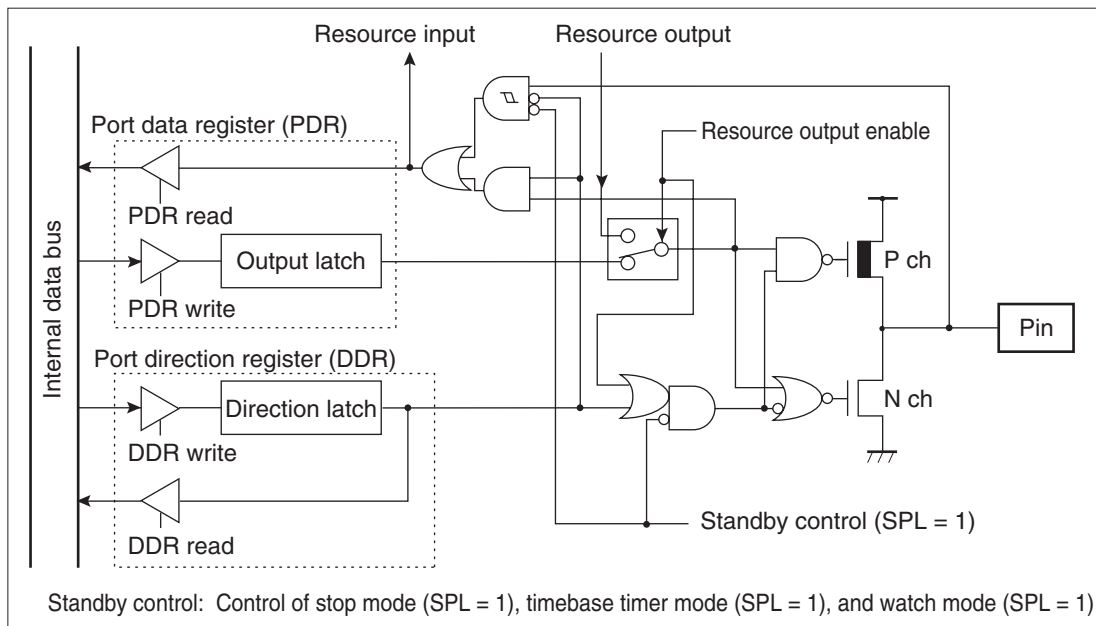 Resource input
Resource output
Port data register (PDR)
Resource output enable
PDR read
Output latch
PDR write
P ch
Pin
Internal data bus
Port direction register (DDR)
Direction latch
N ch
DDR write
DDR read
Standby control (SPL = 1)
Standby control: Control of stop mode (SPL = 1), timebase timer mode (SPL = 1), and watch mode (SPL = 1)